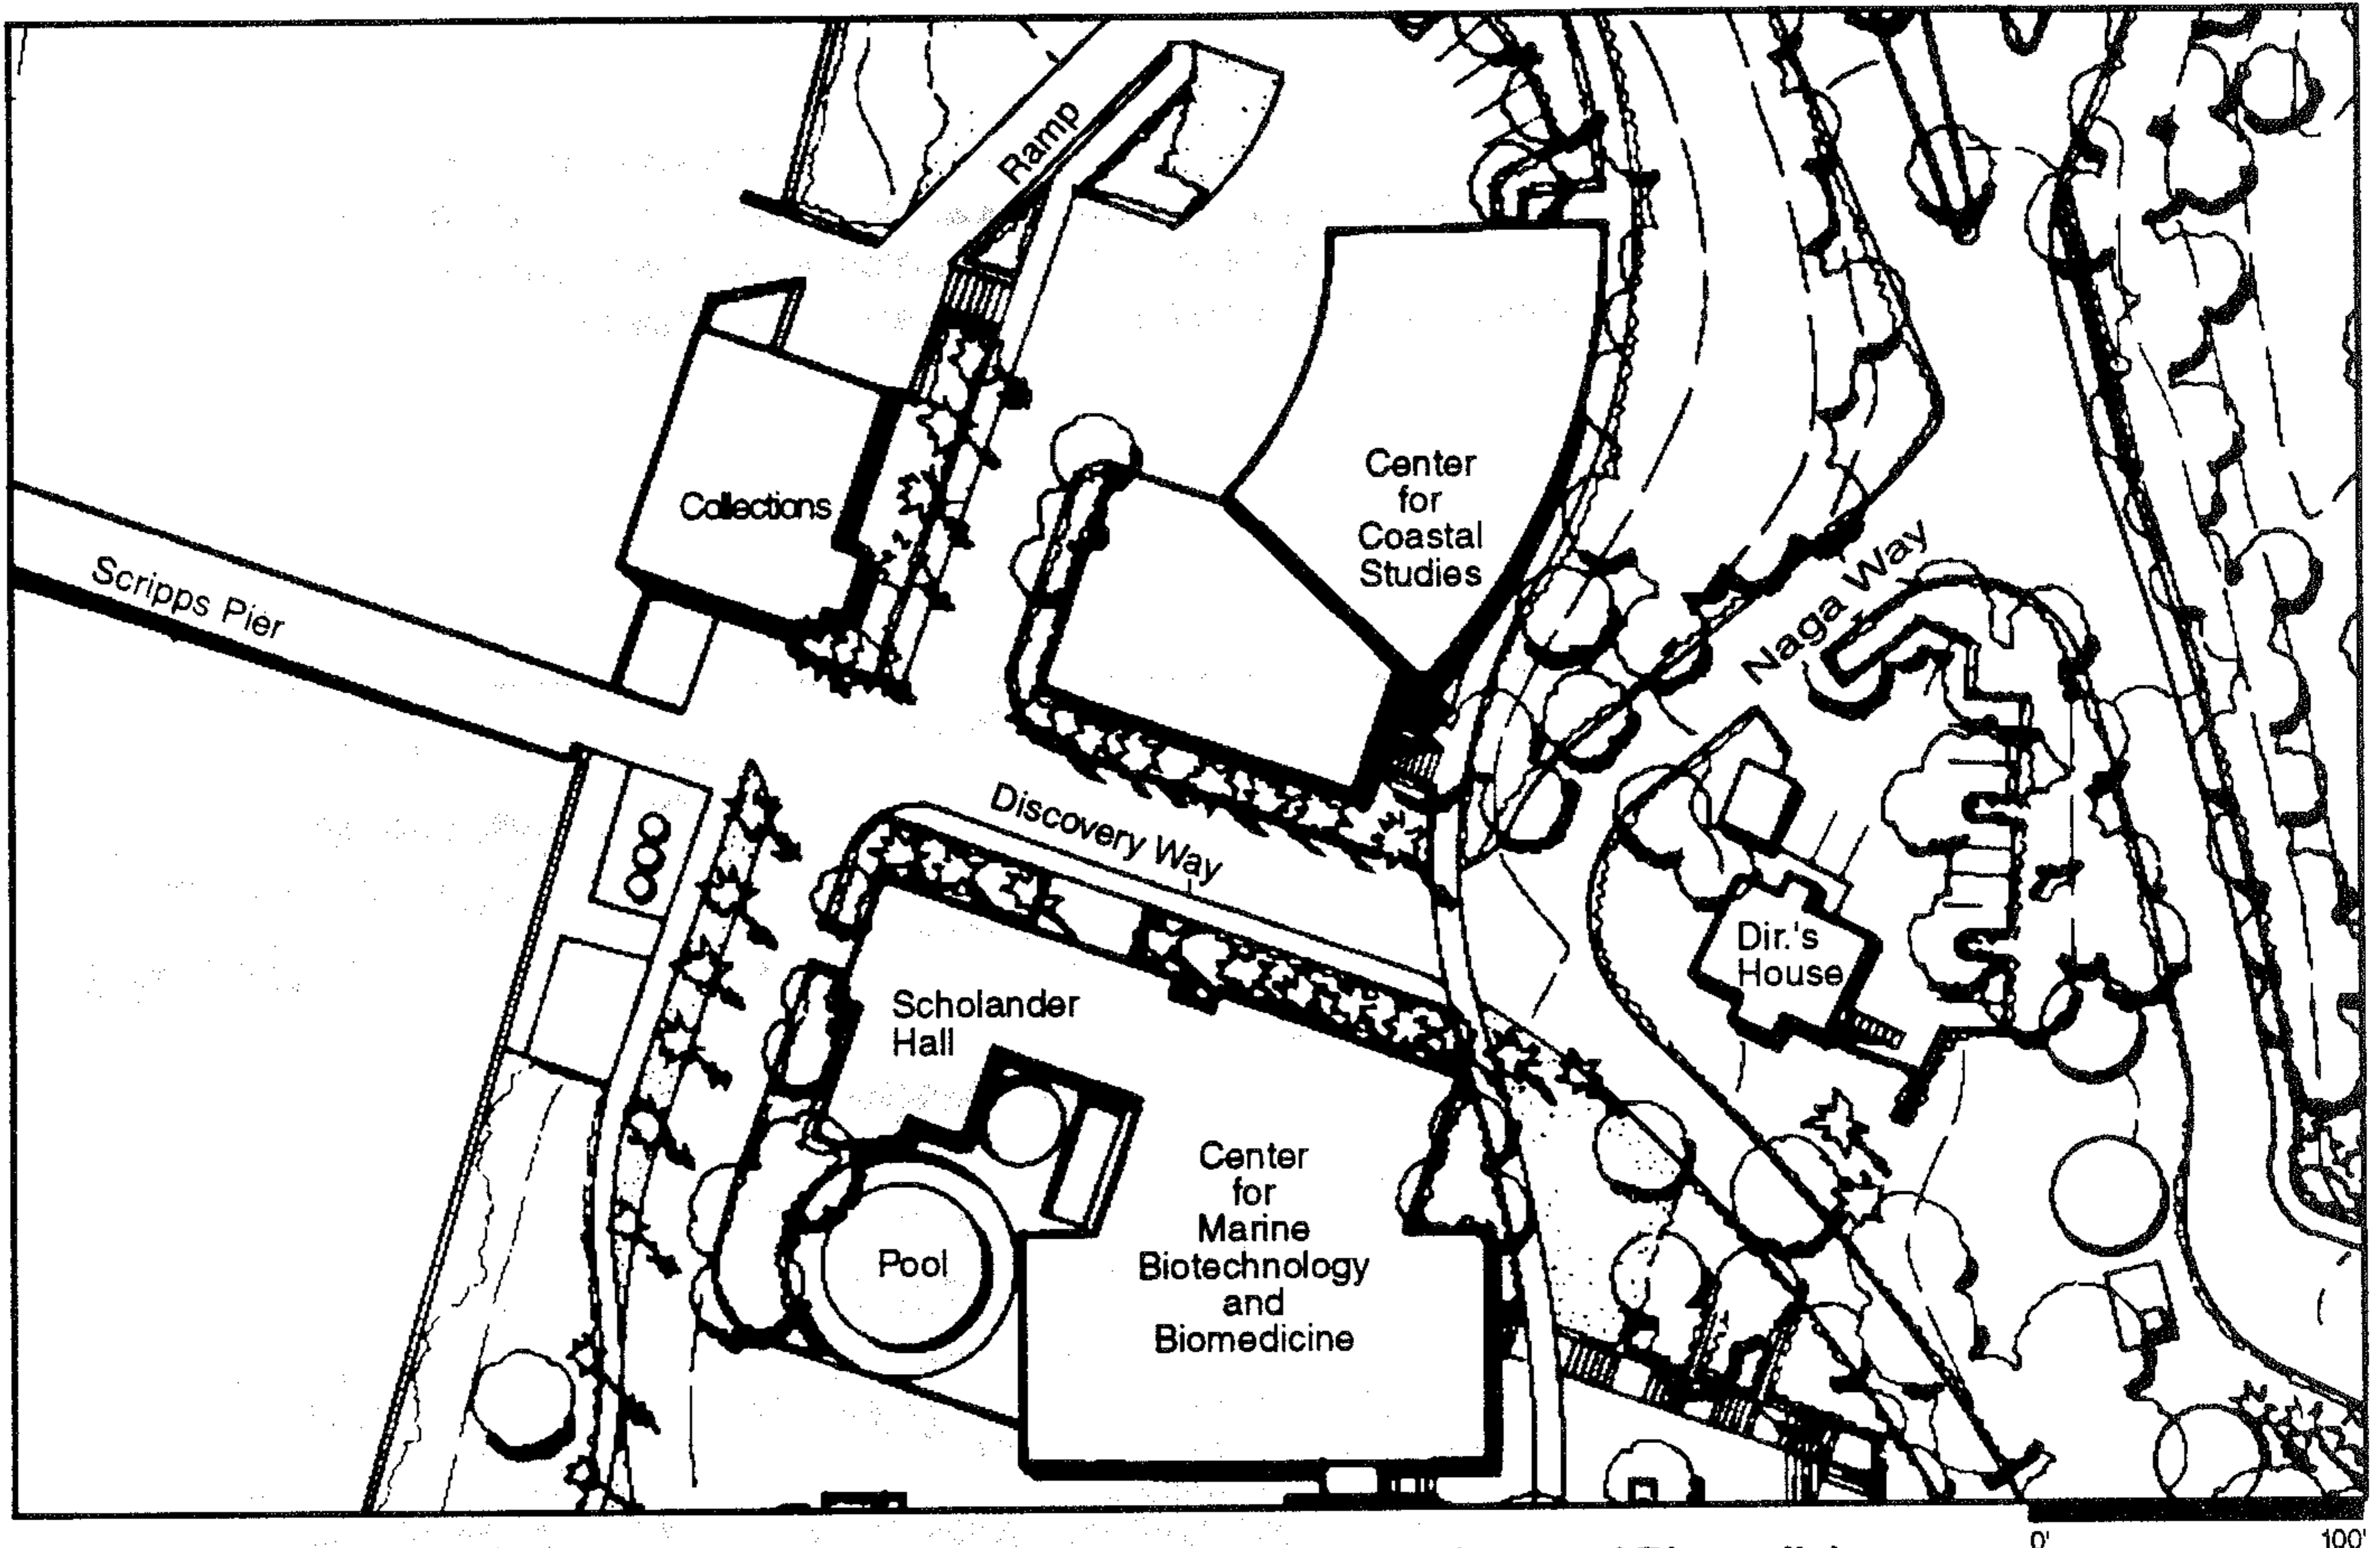 Ramp
Collections
Center
for
Coastal
Studies
Scripps Pier
Naga Way
Discovery Way
Dir.'s
House
Scholander
Hall
Center
for
Marine
Biotechnology
and
Biomedicine
Pool
0' 100'